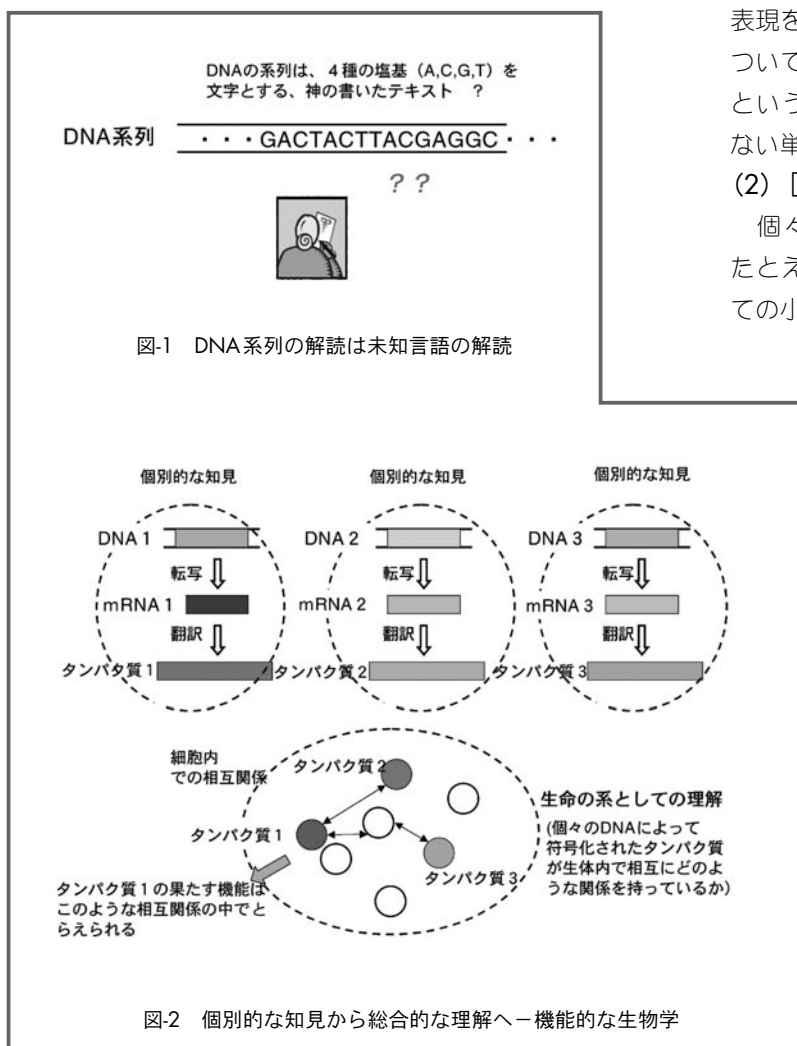 表現を
ついて
という
ない単
(2)［
個々
たとえ
ての小
DNAの系列は、４種の塩基（A,C,G,T）を
文字とする、神の書いたテキスト　？
DNA系列　・・・GACTACTTACGAGGC・・・
？？
図-1　DNA系列の解読は未知言語の解読
個別的な知見　個別的な知見　個別的な知見
DNA 1　DNA 2　DNA 3
転写　転写　転写
mRNA 1　mRNA 2　mRNA 3
翻訳　翻訳　翻訳
タンパク質 1　タンパク質 2　タンパク質 3
細胞内
での相互関係
タンパク質 2
タンパク質 1
タンパク質 3
タンパク質 1 の果たす機能は
このような相互関係の中でと
らえられる
生命の系としての理解
(個々のDNAによって
符号化されたタンパク質
が生体内で相互にどのよ
うな関係を持っているか)
図-2　個別的な知見から総合的な理解へ－機能的な生物学